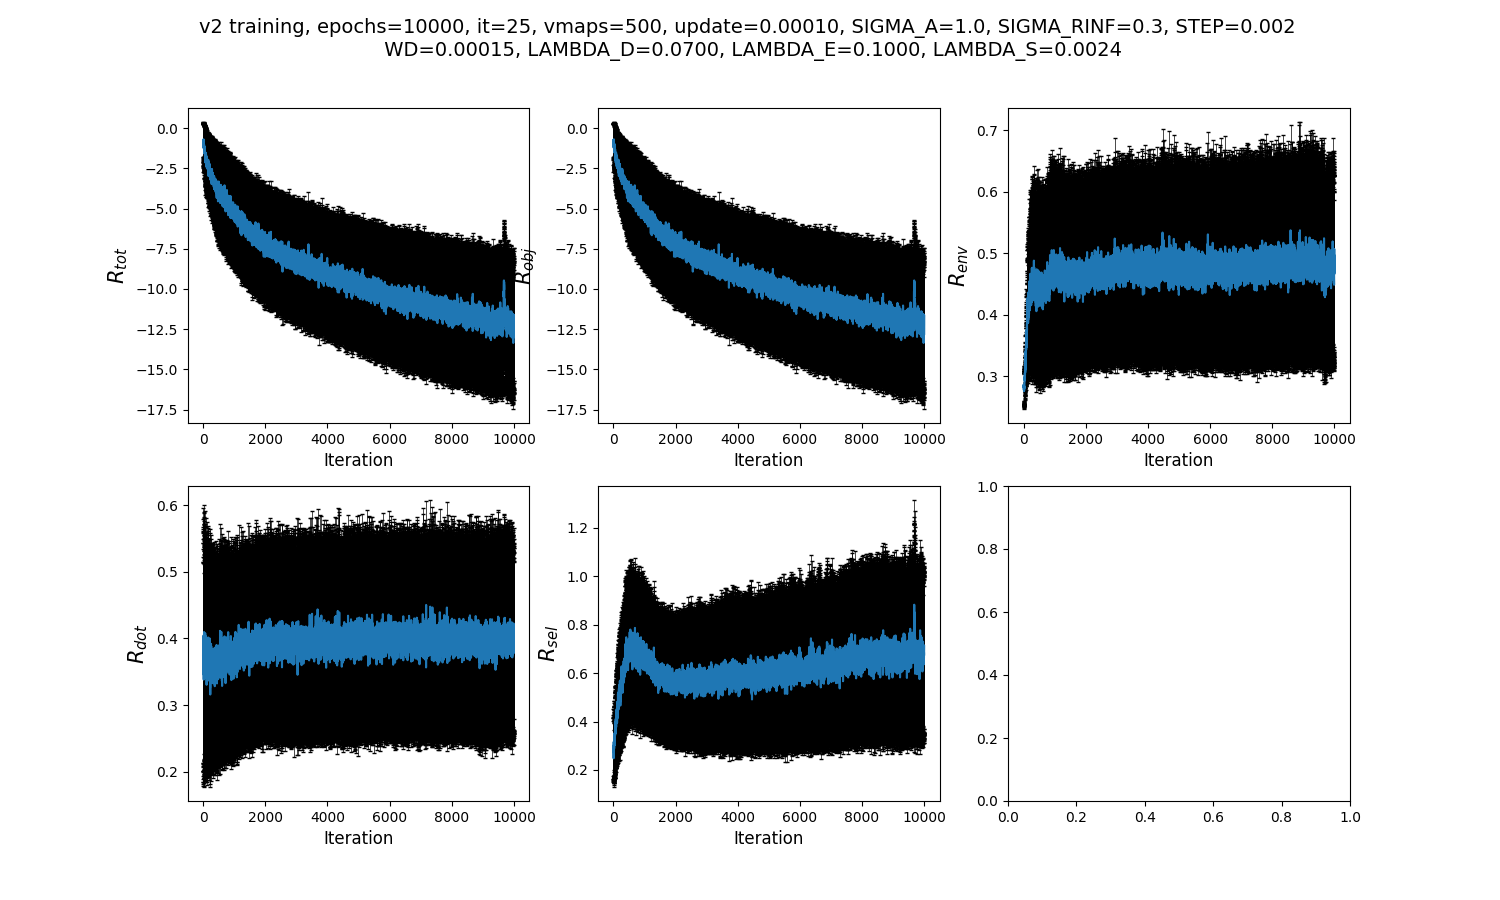 v2 training, epochs=10000, it=25, vmaps=500, update=0.00010, SIGMA_A=1.0, SIGMA_RINF=0.3, STEP=0.002
WD=0.00015, LAMBDA_D=0.0700, LAMBDA_E=0.1000, LAMBDA_S=0.0024
R_tot
0.0
−2.5
−5.0
−7.5
−10.0
−12.5
−15.0
−17.5
0 2000 4000 6000 8000 10000
Iteration
R_obj
0.0
−2.5
−5.0
−7.5
−10.0
−12.5
−15.0
−17.5
0 2000 4000 6000 8000 10000
Iteration
R_env
0.7
0.6
0.5
0.4
0.3
0 2000 4000 6000 8000 10000
Iteration
R_dot
0.6
0.5
0.4
0.3
0.2
0 2000 4000 6000 8000 10000
Iteration
R_sel
1.2
1.0
0.8
0.6
0.4
0.2
0 2000 4000 6000 8000 10000
Iteration
1.0
0.8
0.6
0.4
0.2
0.0
0.0 0.2 0.4 0.6 0.8 1.0